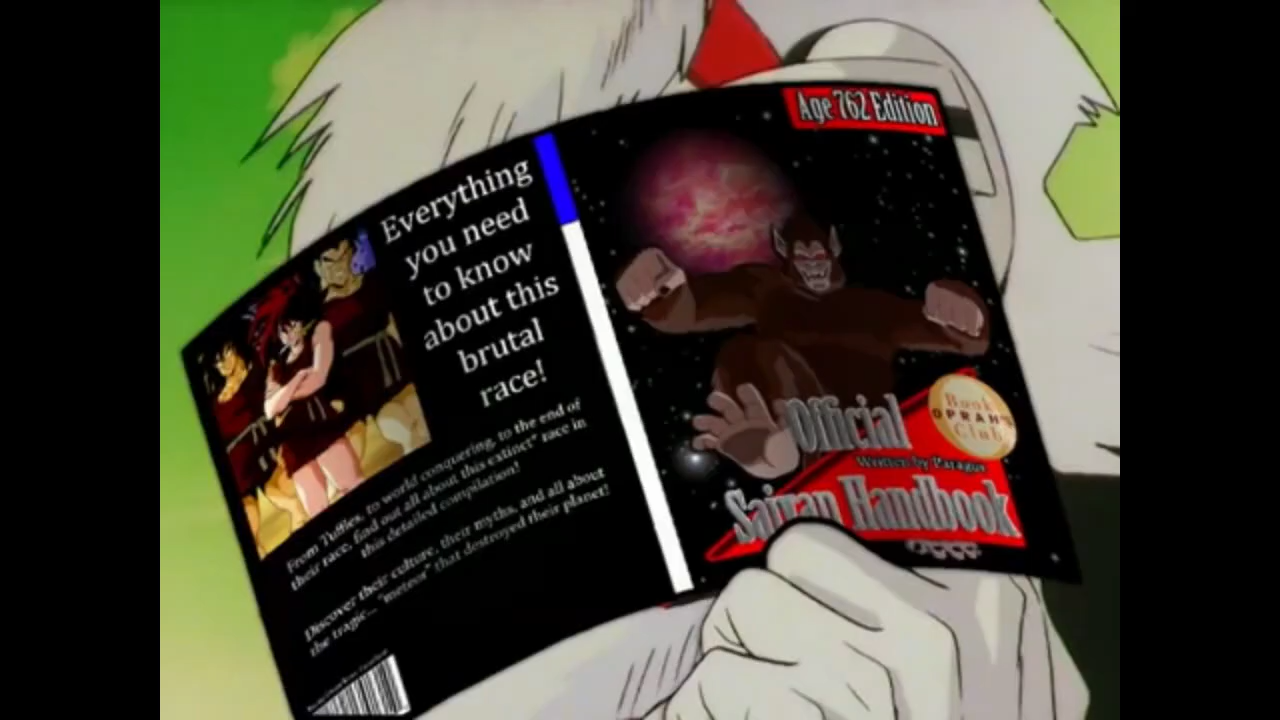 Everything
you need
to know
about this
brutal
race!
From Tuffles, to world conquering, to the end of
their race, find out all about this extinct" race in
this detailed compilation!
Discover their culture, their myths, and all about
the tragic... "meteor" that destroyed their planet!
Age 762 Edition
Official
Book
OPRAH'S
Club
Written by Paragus
Saiyan Handbook